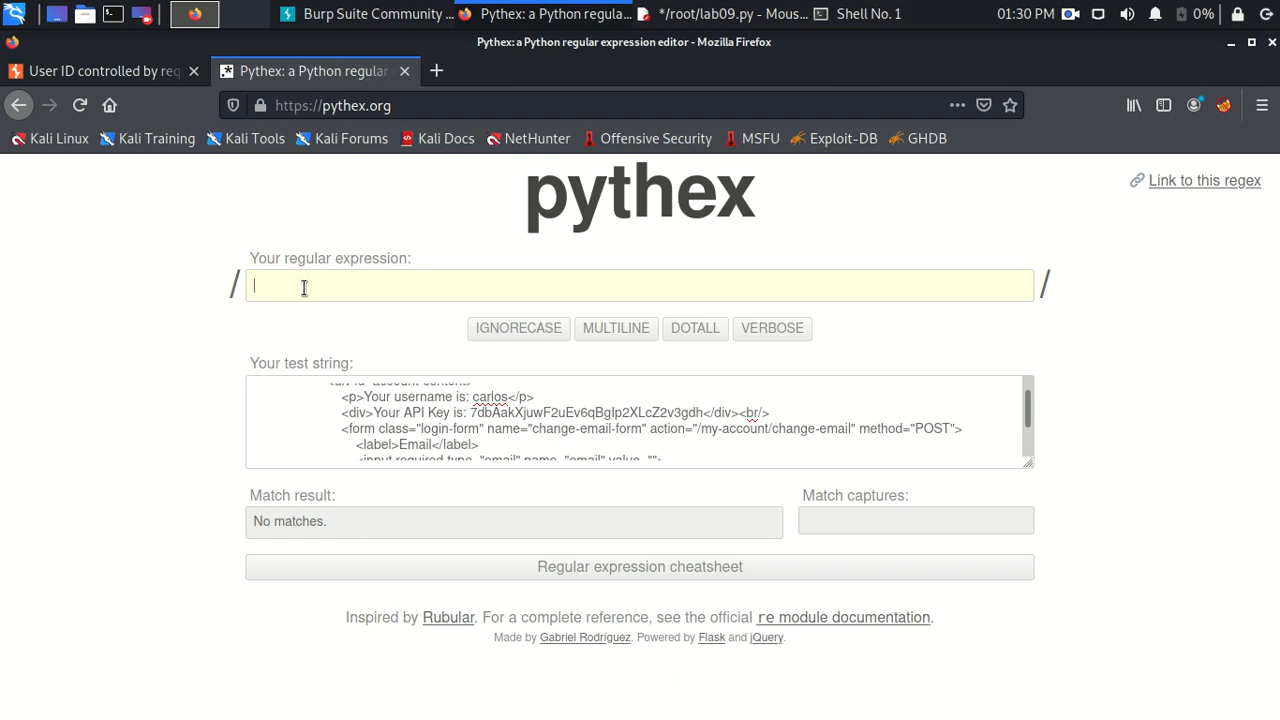 Burp Suite Community ...
Pythex: a Python regula...
*/root/lab09.py - Mous...
Shell No. 1
01:30 PM
0%
Pythex: a Python regular expression editor - Mozilla Firefox
User ID controlled by req
Pythex: a Python regular
https://pythex.org
Kali Linux
Kali Training
Kali Tools
Kali Forums
Kali Docs
NetHunter
Offensive Security
MSFU
Exploit-DB
GHDB
pythex
Link to this regex
Your regular expression:
/ /
IGNORECASE
MULTILINE
DOTALL
VERBOSE
Your test string:
<p>Your username is: carlos</p>
<div>Your API Key is: 7dbAakXjuwF2uEv6qBgIp2XLcZ2v3gdh</div><br/>
<form class="login-form" name="change-email-form" action="/my-account/change-email" method="POST">
<label>Email</label>
Match result:
Match captures:
No matches.
Regular expression cheatsheet
Inspired by Rubular. For a complete reference, see the official re module documentation.
Made by Gabriel Rodríguez. Powered by Flask and jQuery.